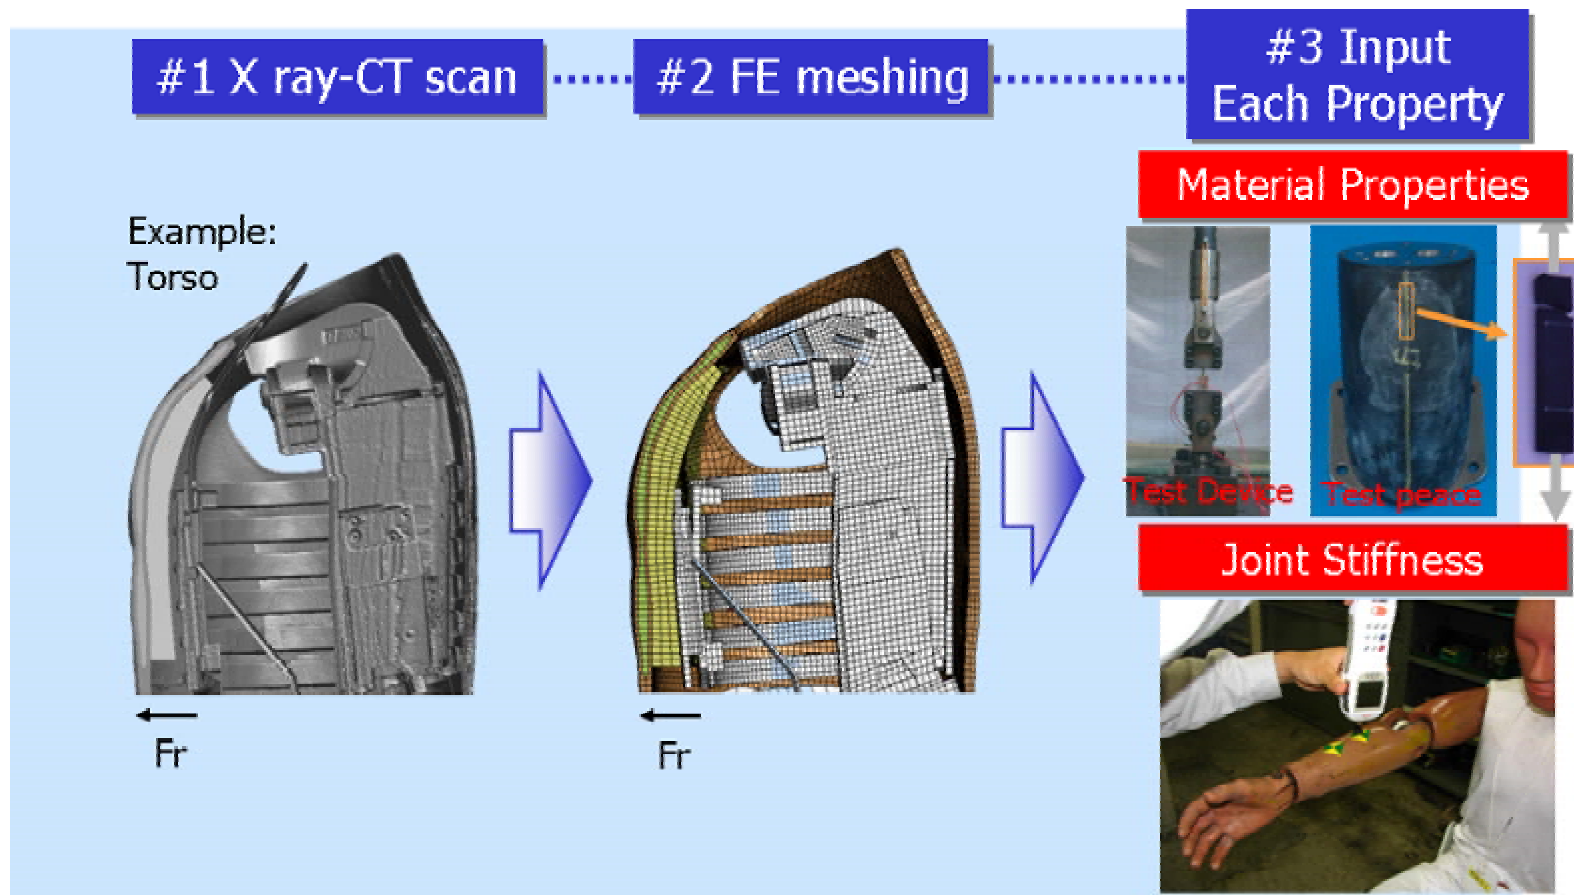 #1 X ray-CT scan
#2 FE meshing
#3 Input
Each Property
Material Properties
Example:
Torso
Test Device
Test peace
Joint Stiffness
Fr
Fr